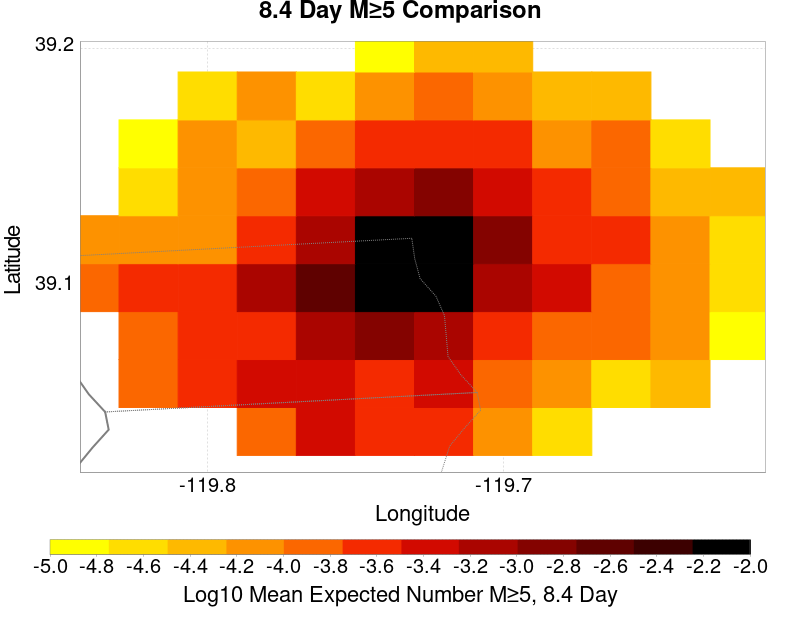 8.4 Day M≥5 Comparison
39.2
Latitude
39.1
-119.8 -119.7
Longitude
-5.0 -4.8 -4.6 -4.4 -4.2 -4.0 -3.8 -3.6 -3.4 -3.2 -3.0 -2.8 -2.6 -2.4 -2.2 -2.0
Log10 Mean Expected Number M≥5, 8.4 Day